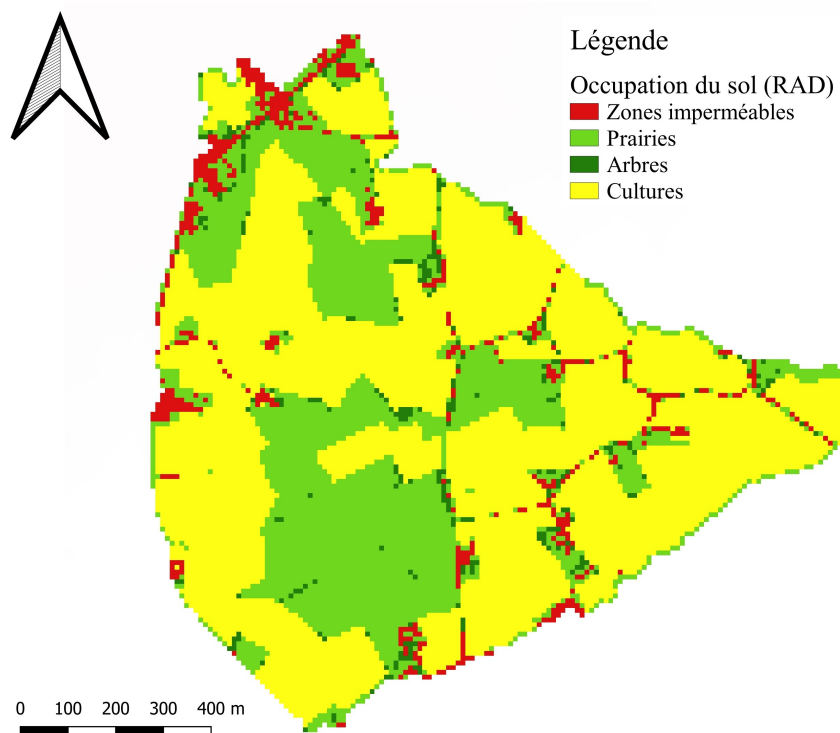 Légende
Occupation du sol (RAD)
Zones imperméables
Prairies
Arbres
Cultures
0 100 200 300 400 m